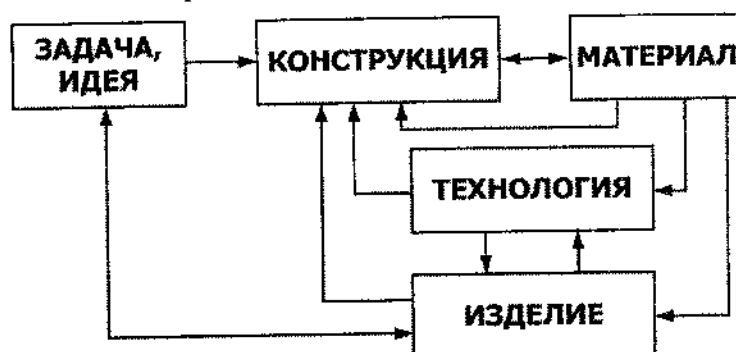 ЗАДАЧА,
ИДЕЯ
КОНСТРУКЦИЯ
МАТЕРИАЛ
ТЕХНОЛОГИЯ
ИЗДЕЛИЕ